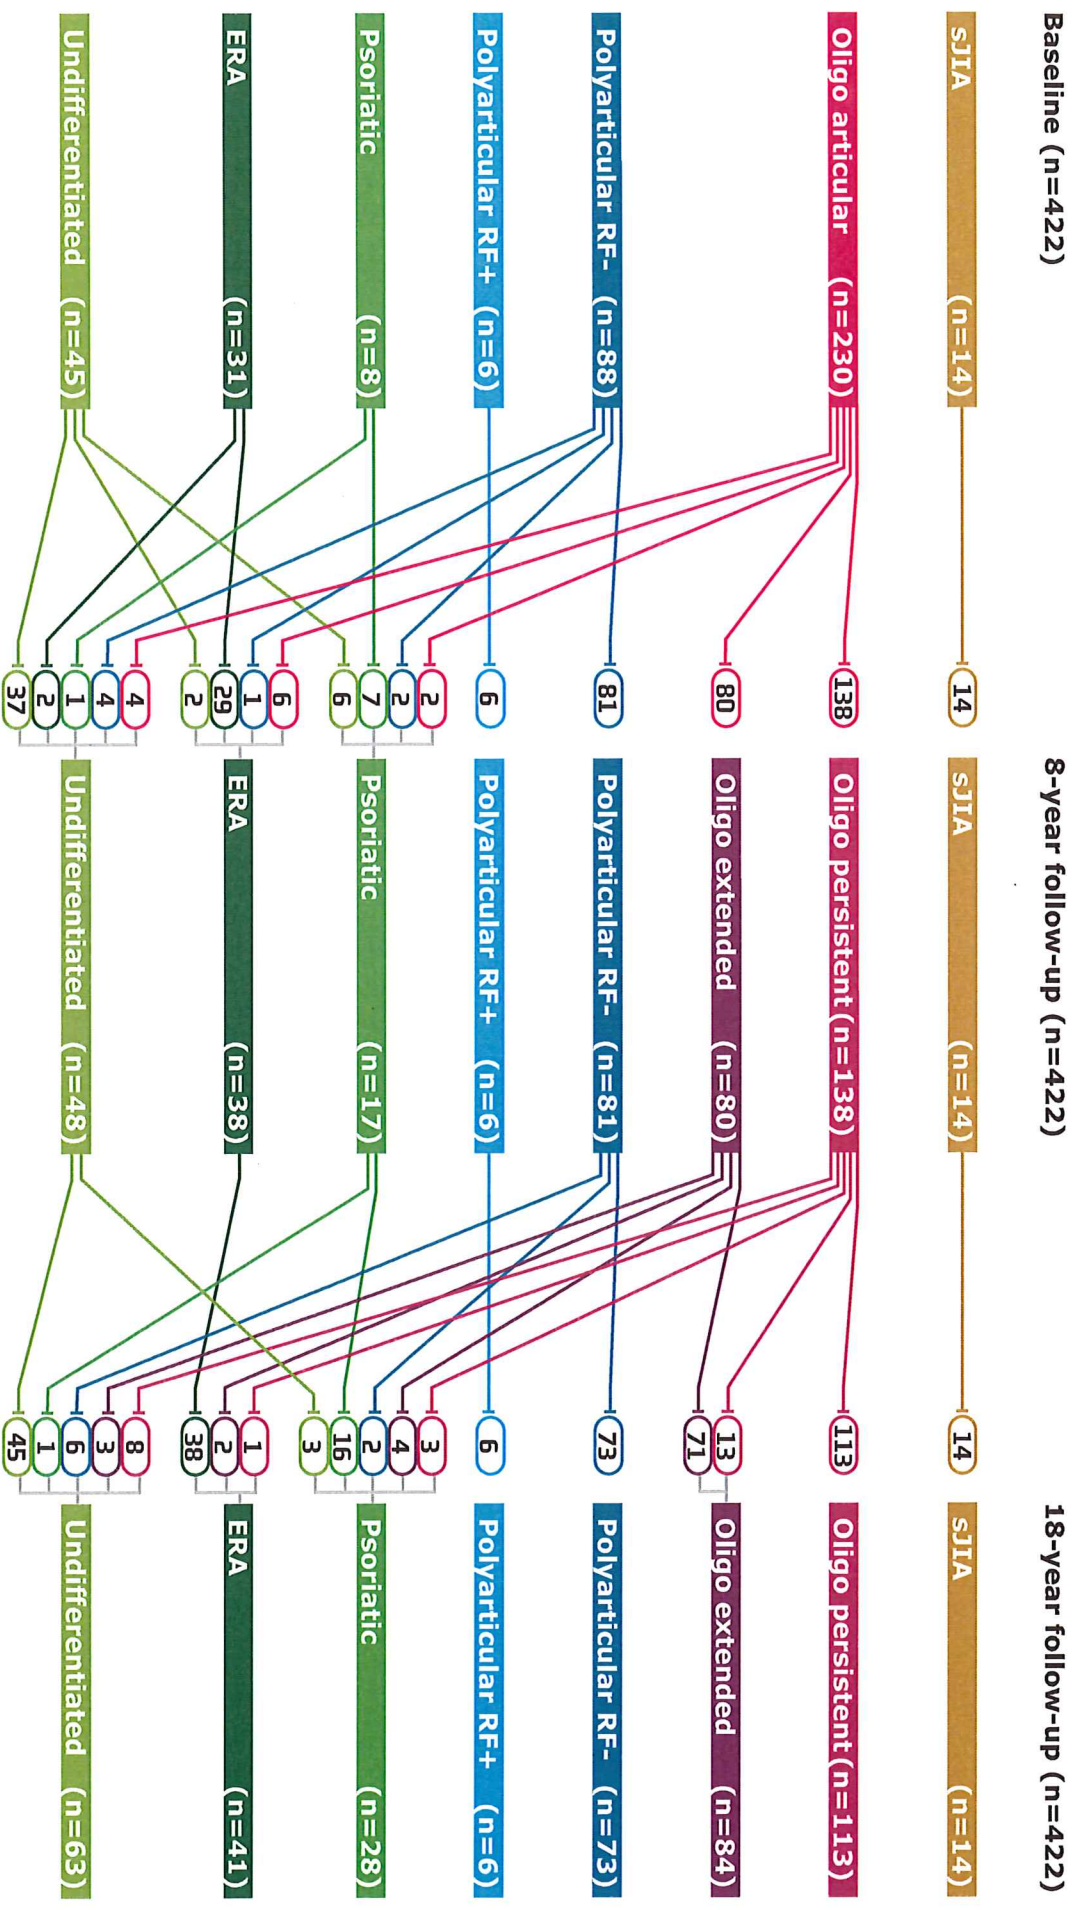 Baseline (n=422)
8-year follow-up (n=422)
18-year follow-up (n=422)
sJIA (n=14)
14
sJIA (n=14)
14
sJIA (n=14)
Oligo articular (n=230)
138
Oligo persistent (n=138)
113
Oligo persistent (n=113)
80
Oligo extended (n=80)
13
71
Oligo extended (n=84)
Polyarticular RF- (n=88)
81
Polyarticular RF- (n=81)
73
Polyarticular RF- (n=73)
Polyarticular RF+ (n=6)
6
Polyarticular RF+ (n=6)
6
Polyarticular RF+ (n=6)
Psoriatic (n=8)
2
2
7
6
Psoriatic (n=17)
3
4
2
16
3
Psoriatic (n=28)
ERA (n=31)
6
1
29
2
ERA (n=38)
1
2
38
ERA (n=41)
Undifferentiated (n=45)
4
4
1
2
37
Undifferentiated (n=48)
8
3
6
1
45
Undifferentiated (n=63)